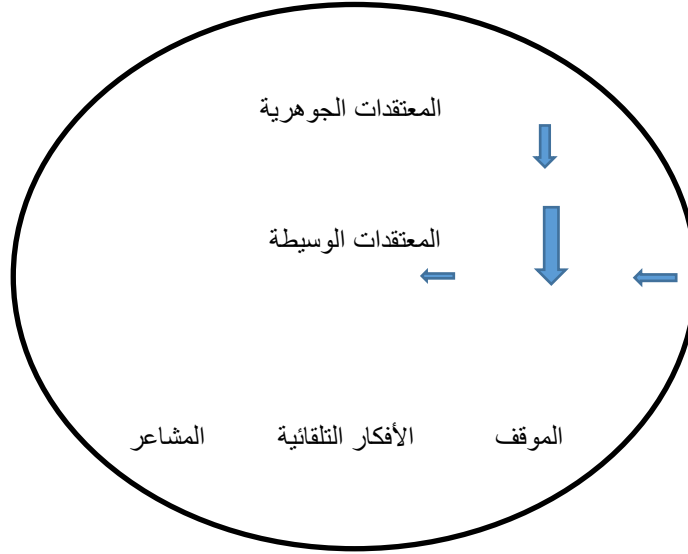 المعتقدات الجوهرية
المعتقدات الوسيطة
الموقف الأفكار التلقائية المشاعر